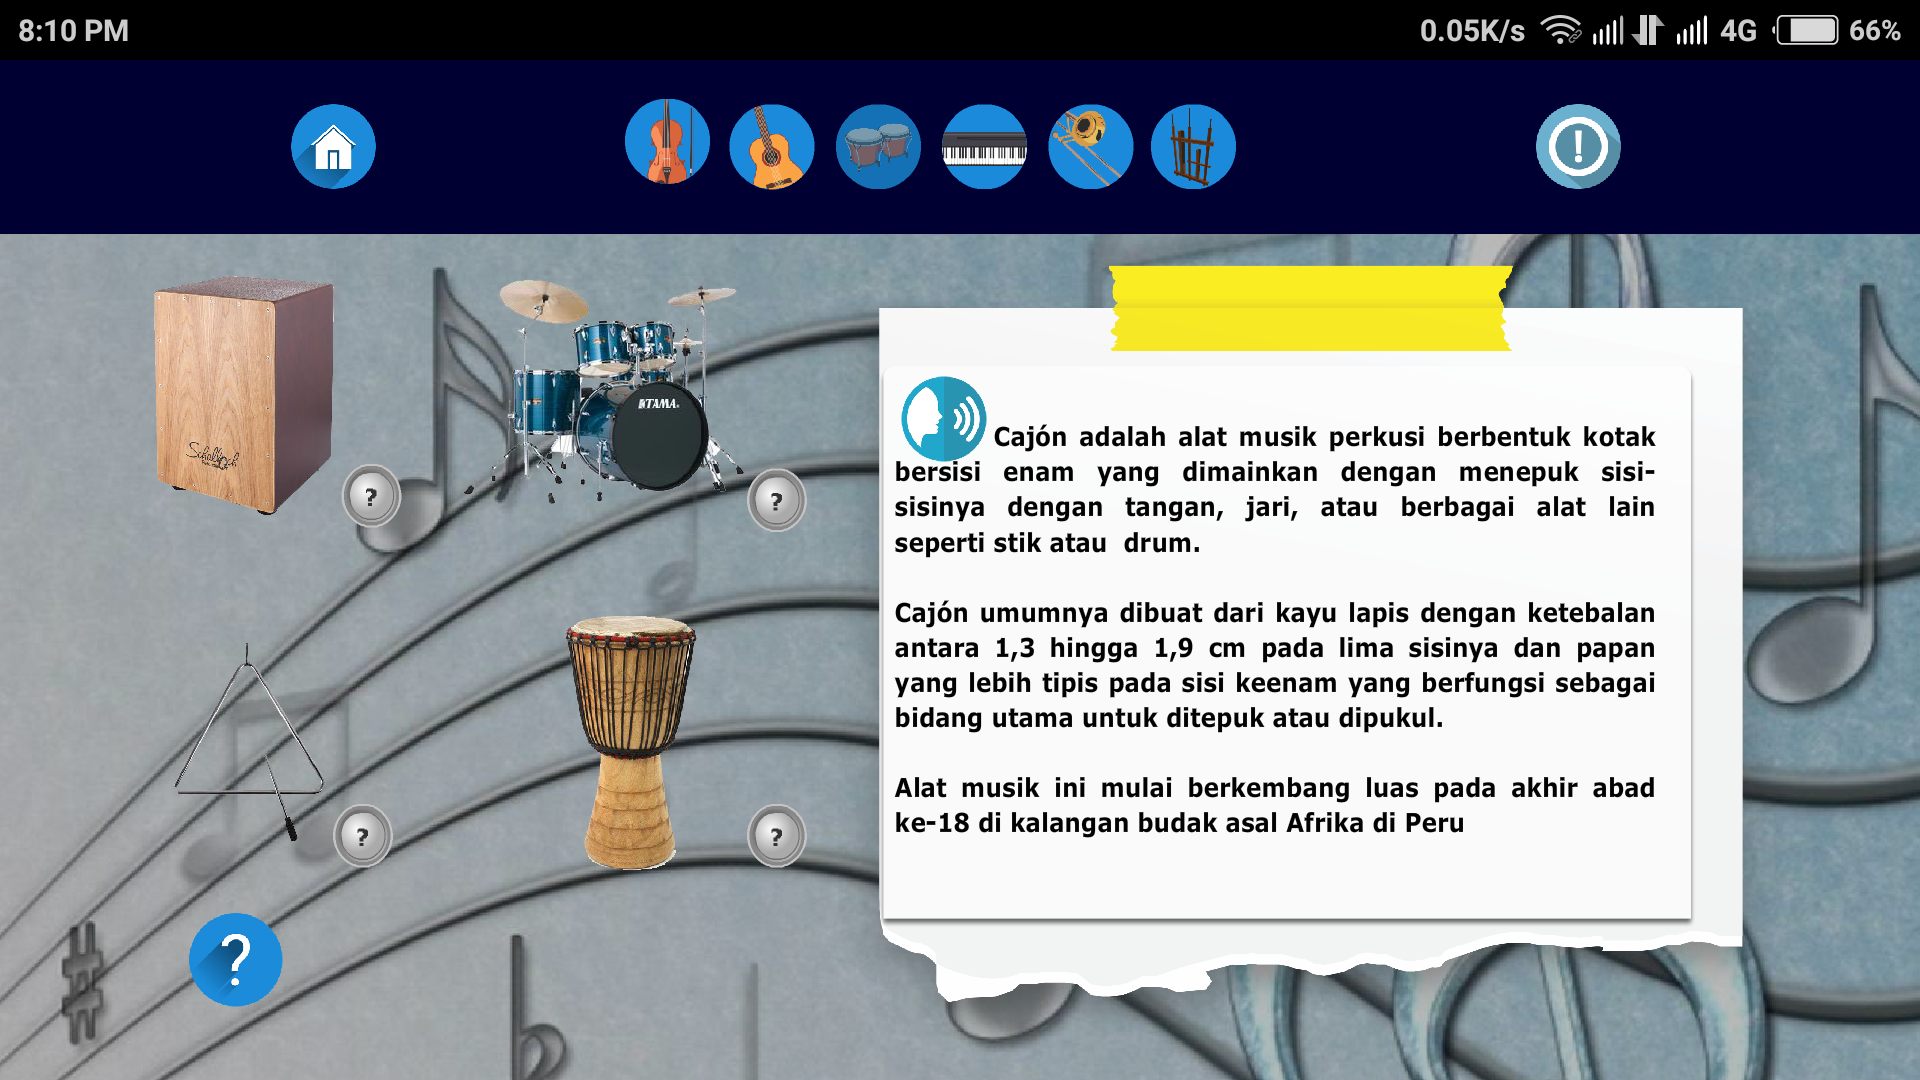 8:10 PM
0.05K/s 4G 66%
TAMA
?
?
Cajón adalah alat musik perkusi berbentuk kotak
bersisi enam yang dimainkan dengan menepuk sisi-
sisinya dengan tangan, jari, atau berbagai alat lain
seperti stik atau drum.
Cajón umumnya dibuat dari kayu lapis dengan ketebalan
antara 1,3 hingga 1,9 cm pada lima sisinya dan papan
yang lebih tipis pada sisi keenam yang berfungsi sebagai
bidang utama untuk ditepuk atau dipukul.
Alat musik ini mulai berkembang luas pada akhir abad
ke-18 di kalangan budak asal Afrika di Peru
?
?
?